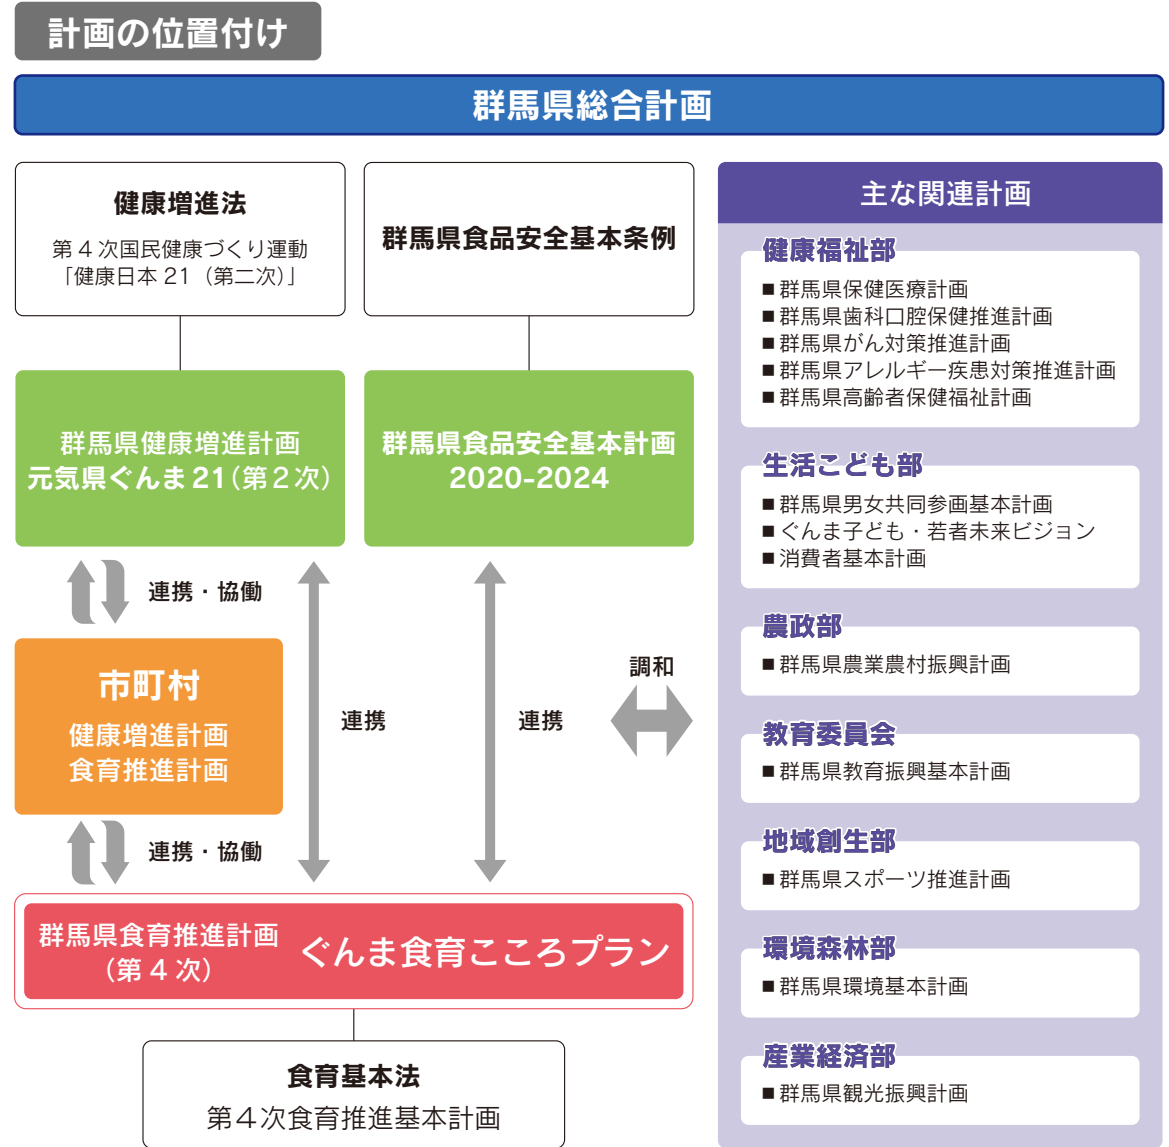 計画の位置付け
群馬県総合計画
健康増進法
第4次国民健康づくり運動
「健康日本21（第二次）」
群馬県食品安全基本条例
群馬県健康増進計画
元気県ぐんま21（第2次）
群馬県食品安全基本計画
2020-2024
連携・協働
市町村
健康増進計画
食育推進計画
連携・協働
連携
連携
調和
群馬県食育推進計画
（第4次）
ぐんま食育こころプラン
食育基本法
第4次食育推進基本計画
主な関連計画
健康福祉部
■群馬県保健医療計画
■群馬県歯科口腔保健推進計画
■群馬県がん対策推進計画
■群馬県アレルギー疾患対策推進計画
■群馬県高齢者保健福祉計画
生活こども部
■群馬県男女共同参画基本計画
■ぐんま子ども・若者未来ビジョン
■消費者基本計画
農政部
■群馬県農業農村振興計画
教育委員会
■群馬県教育振興基本計画
地域創生部
■群馬県スポーツ推進計画
環境森林部
■群馬県環境基本計画
産業経済部
■群馬県観光振興計画